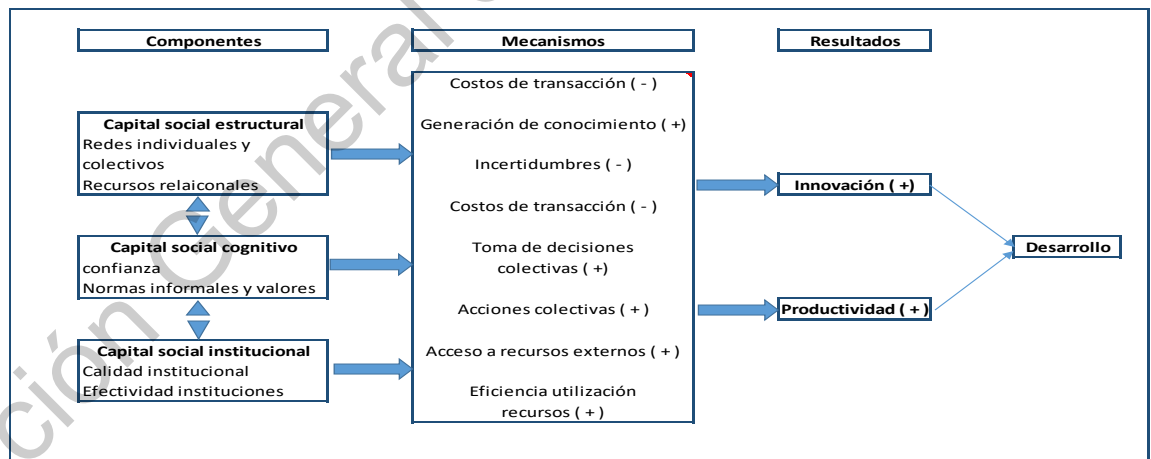 Componentes
Mecanismos
Resultados
Capital social estructural
Redes individuales y
colectivos
Recursos relaiconales
Capital social cognitivo
confianza
Normas informales y valores
Capital social institucional
Calidad institucional
Efectividad instituciones
Costos de transacción ( - )
Generación de conocimiento ( +)
Incertidumbres ( - )
Costos de transacción ( - )
Toma de decisiones
colectivas ( +)
Acciones colectivas ( + )
Acceso a recursos externos ( + )
Eficiencia utilización
recursos ( + )
Innovación ( +)
Productividad ( + )
Desarrollo
ción General